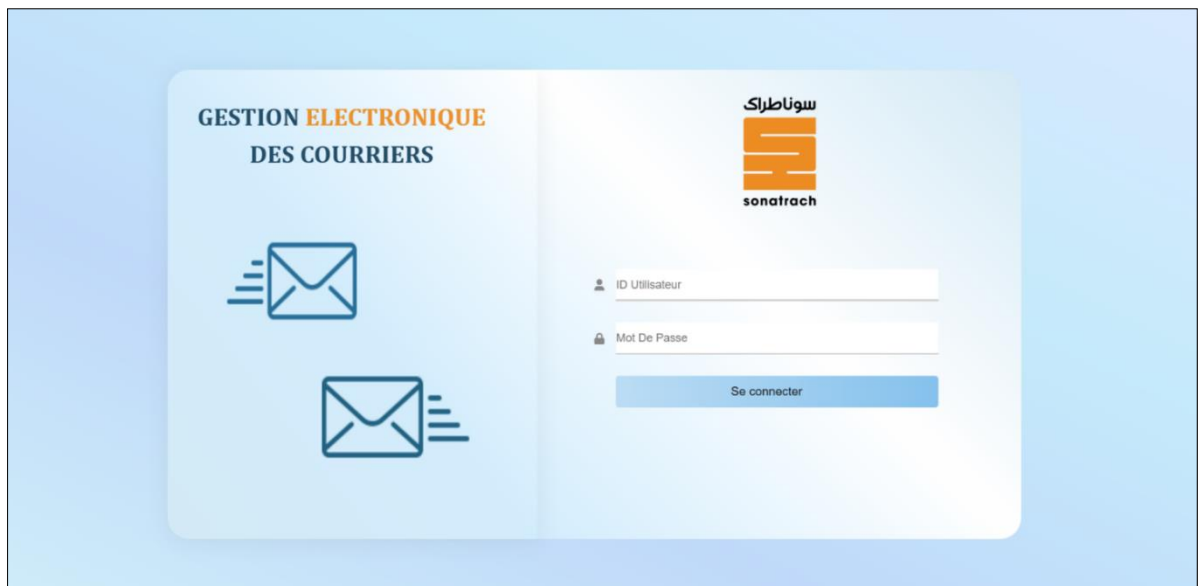 GESTION ELECTRONIQUE
DES COURRIERS
سوناطراك
sonatrach
ID Utilisateur
Mot De Passe
Se connecter